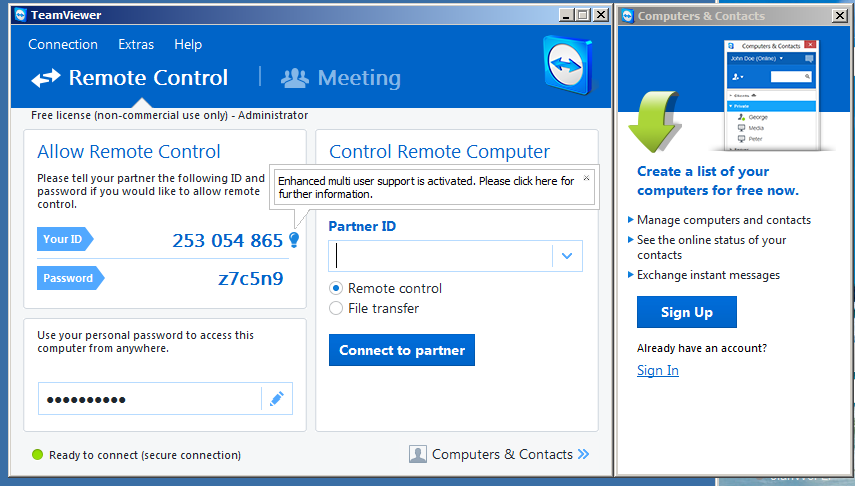 TeamViewer
Connection Extras Help
Remote Control
Meeting
Free license (non-commercial use only) - Administrator
Allow Remote Control
Please tell your partner the following ID and
password if you would like to allow remote
control.
Your ID 253 054 865
Password z7c5n9
Use your personal password to access this
computer from anywhere.
Ready to connect (secure connection)
Control Remote Computer
Enhanced multi user support is activated. Please click here for
further information.
Partner ID
Remote control
File transfer
Connect to partner
Computers & Contacts
Computers & Contacts
Computers & Contacts
John Doe (Online)
Private
George
Media
Peter
Create a list of your
computers for free now.
Manage computers and contacts
See the online status of your
contacts
Exchange instant messages
Sign Up
Already have an account?
Sign In